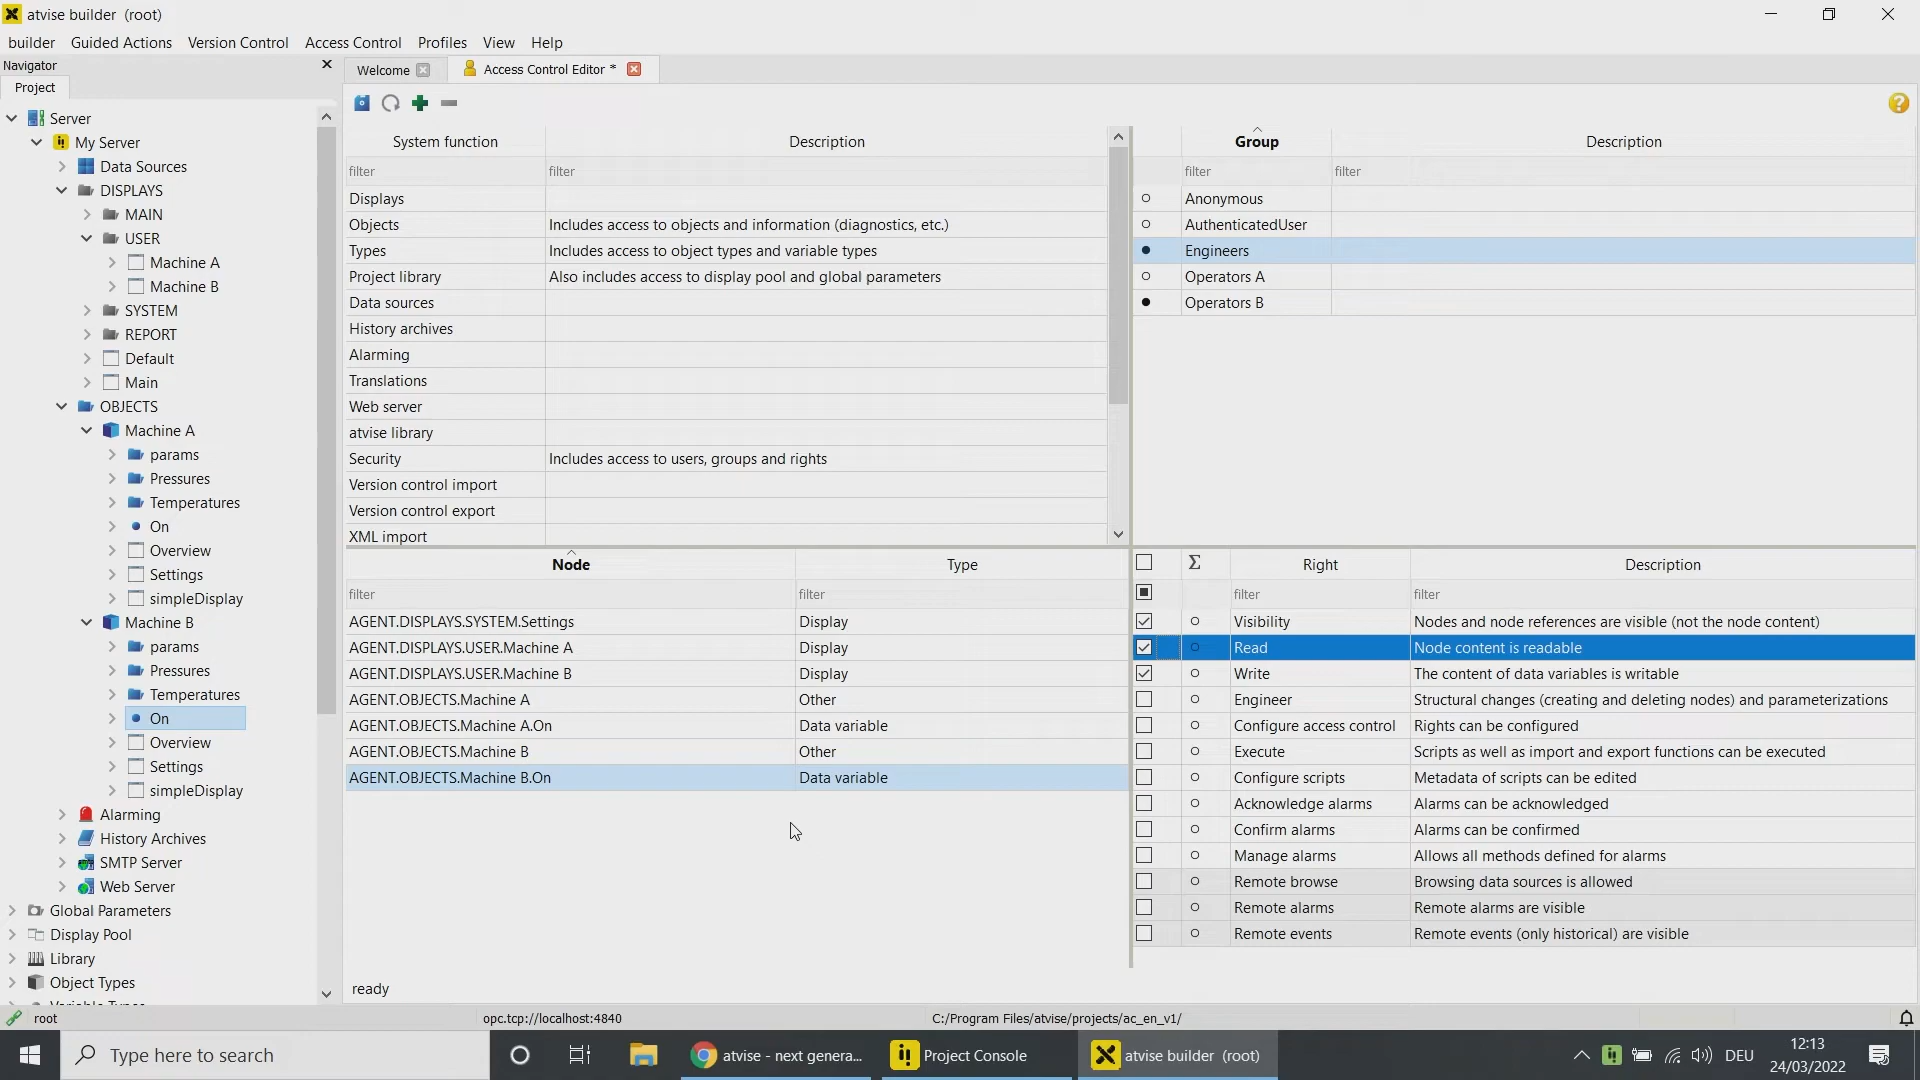 atvise builder (root)
builder Guided Actions Version Control Access Control Profiles View Help
Navigator
Project
Server
My Server
Data Sources
DISPLAYS
MAIN
USER
Machine A
Machine B
SYSTEM
REPORT
Default
Main
OBJECTS
Machine A
params
Pressures
Temperatures
On
Overview
Settings
simpleDisplay
Machine B
params
Pressures
Temperatures
On
Overview
Settings
simpleDisplay
Alarming
History Archives
SMTP Server
Web Server
Global Parameters
Display Pool
Library
Object Types
Variable Types
Welcome Access Control Editor *
System function Description
filter filter
Displays
Objects Includes access to objects and information (diagnostics, etc.)
Types Includes access to object types and variable types
Project library Also includes access to display pool and global parameters
Data sources
History archives
Alarming
Translations
Web server
atvise library
Security Includes access to users, groups and rights
Version control import
Version control export
XML import
Group Description
filter filter
Anonymous
AuthenticatedUser
Engineers
Operators A
Operators B
Node Type
filter filter
AGENT.DISPLAYS.SYSTEM.Settings Display
AGENT.DISPLAYS.USER.Machine A Display
AGENT.DISPLAYS.USER.Machine B Display
AGENT.OBJECTS.Machine A Other
AGENT.OBJECTS.Machine A.On Data variable
AGENT.OBJECTS.Machine B Other
AGENT.OBJECTS.Machine B.On Data variable
Σ Right Description
filter filter
Visibility Nodes and node references are visible (not the node content)
Read Node content is readable
Write The content of data variables is writable
Engineer Structural changes (creating and deleting nodes) and parameterizations
Configure access control Rights can be configured
Execute Scripts as well as import and export functions can be executed
Configure scripts Metadata of scripts can be edited
Acknowledge alarms Alarms can be acknowledged
Confirm alarms Alarms can be confirmed
Manage alarms Allows all methods defined for alarms
Remote browse Browsing data sources is allowed
Remote alarms Remote alarms are visible
Remote events Remote events (only historical) are visible
ready
root opc.tcp://localhost:4840 C:/Program Files/atvise/projects/ac_en_v1/
Type here to search atvise - next genera... Project Console atvise builder (root) DEU 12:13
24/03/2022